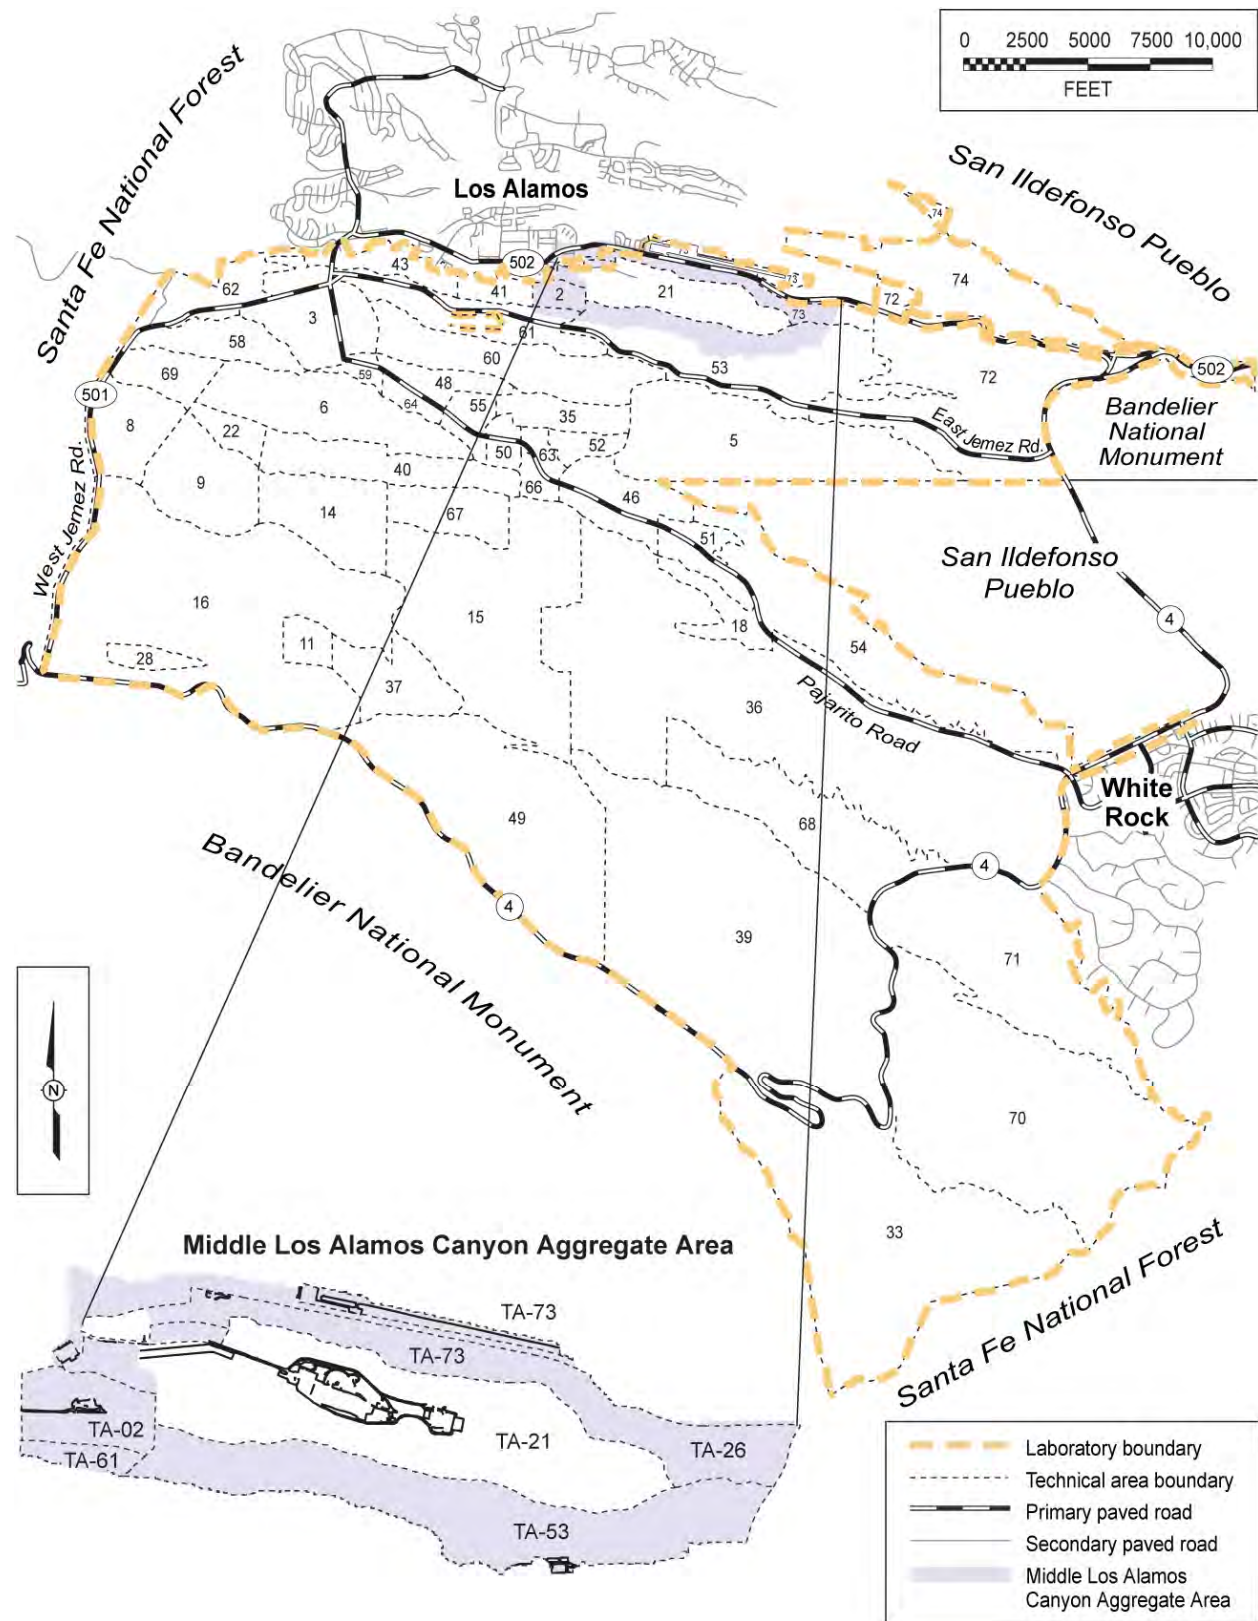 0 2500 5000 7500 10,000
FEET
Santa Fe National Forest
San Ildefonso Pueblo
Los Alamos
74
74
502
43
62
41
2
21
73
73
72
3
61
58
60
53
72
502
69
59
48
501
64
55
35
8
6
22
5
East Jemez Rd.
Bandelier
National
Monument
50
63
52
40
9
66
46
14
67
51
West Jemez Rd.
San Ildefonso
Pueblo
16
15
4
11
18
54
28
37
36
Pajarito Road
White
Rock
49
68
Bandelier National Monument
4
4
39
71
N
70
33
Santa Fe National Forest
Middle Los Alamos Canyon Aggregate Area
TA-73
TA-73
TA-02
TA-21
TA-26
TA-61
TA-53
Laboratory boundary
Technical area boundary
Primary paved road
Secondary paved road
Middle Los Alamos
Canyon Aggregate Area